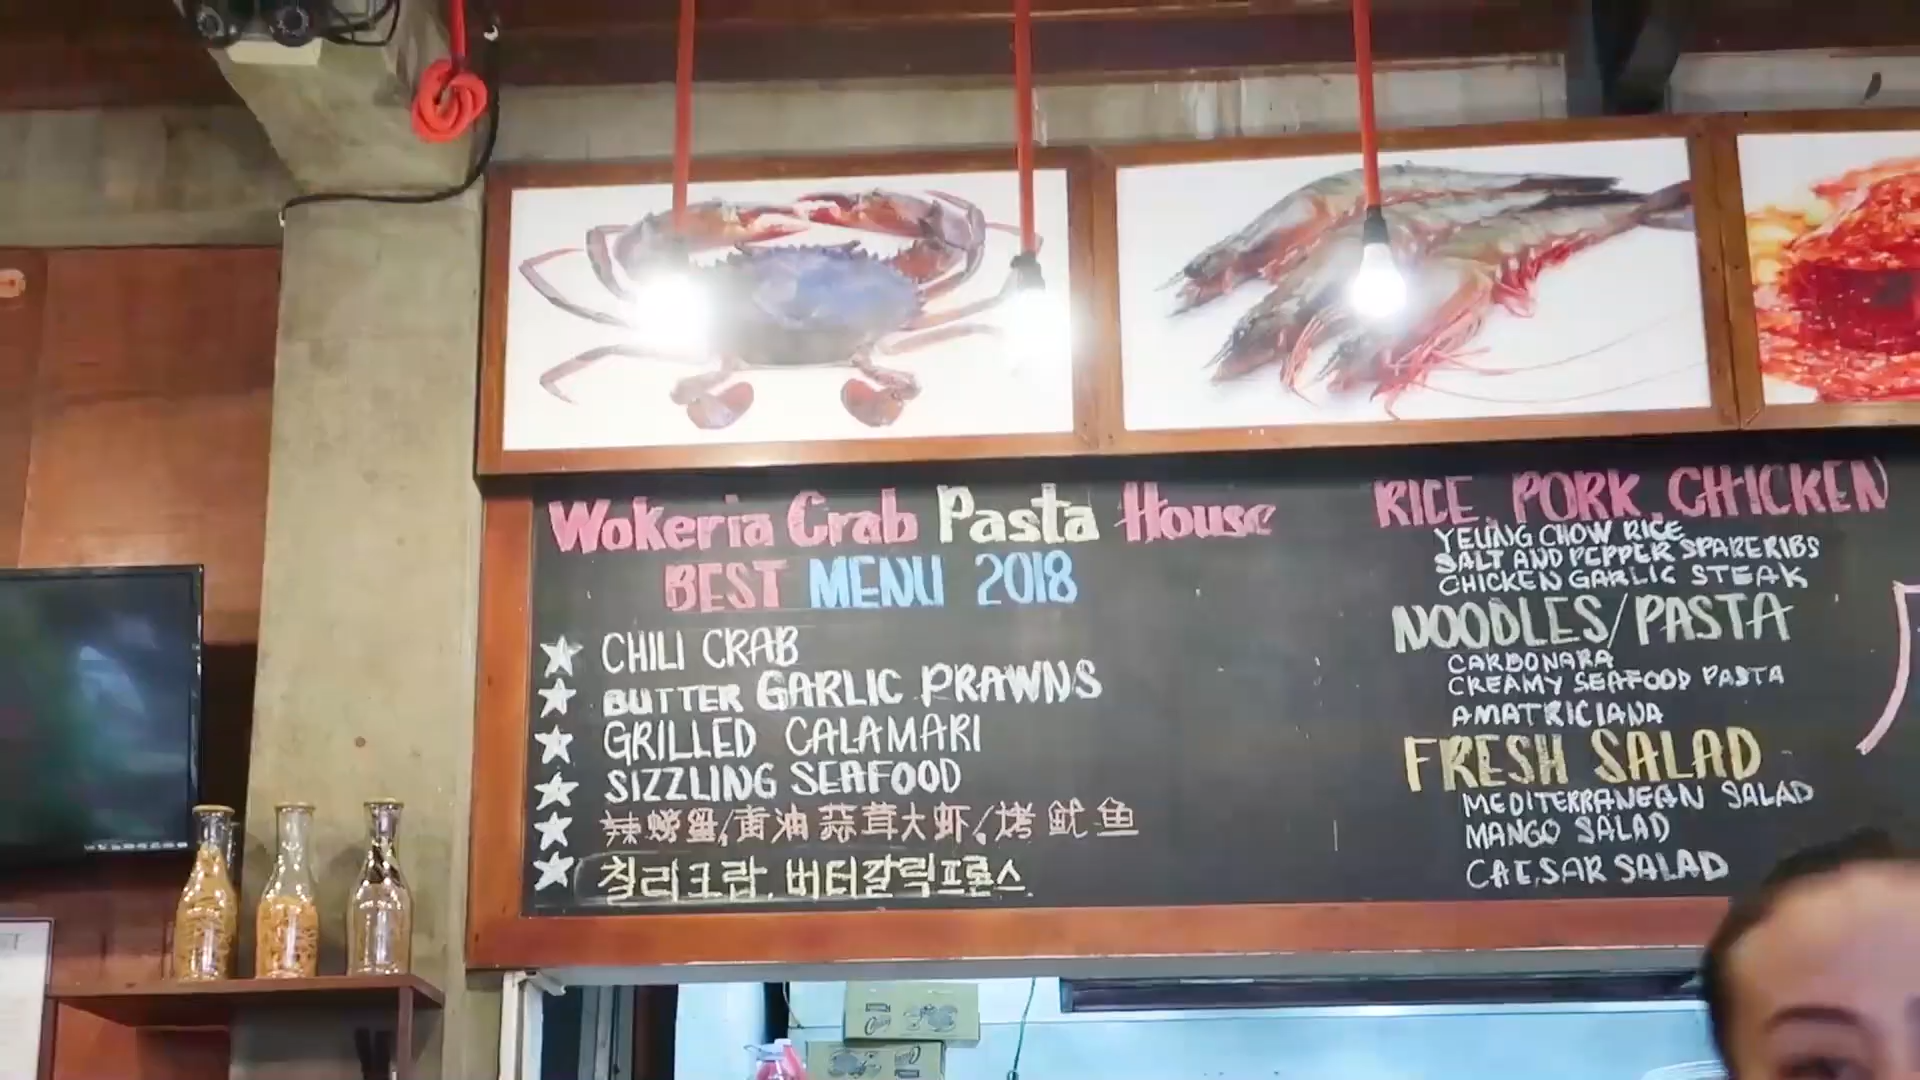 Wokeria Crab Pasta House
BEST MENU 2018
CHILI CRAB
BUTTER GARLIC PRAWNS
GRILLED CALAMARI
SIZZLING SEAFOOD
辣螃蟹/黄油蒜茸大虾/烤鱿鱼
칠리크랍, 버터갈릭프론스
RICE, PORK, CHICKEN
YEUNG CHOW RICE
SALT AND PEPPER SPARERIBS
CHICKEN GARLIC STEAK
NOODLES/PASTA
CARBONARA
CREAMY SEAFOOD PASTA
AMATRICIANA
FRESH SALAD
MEDITERRANEAN SALAD
MANGO SALAD
CAESAR SALAD